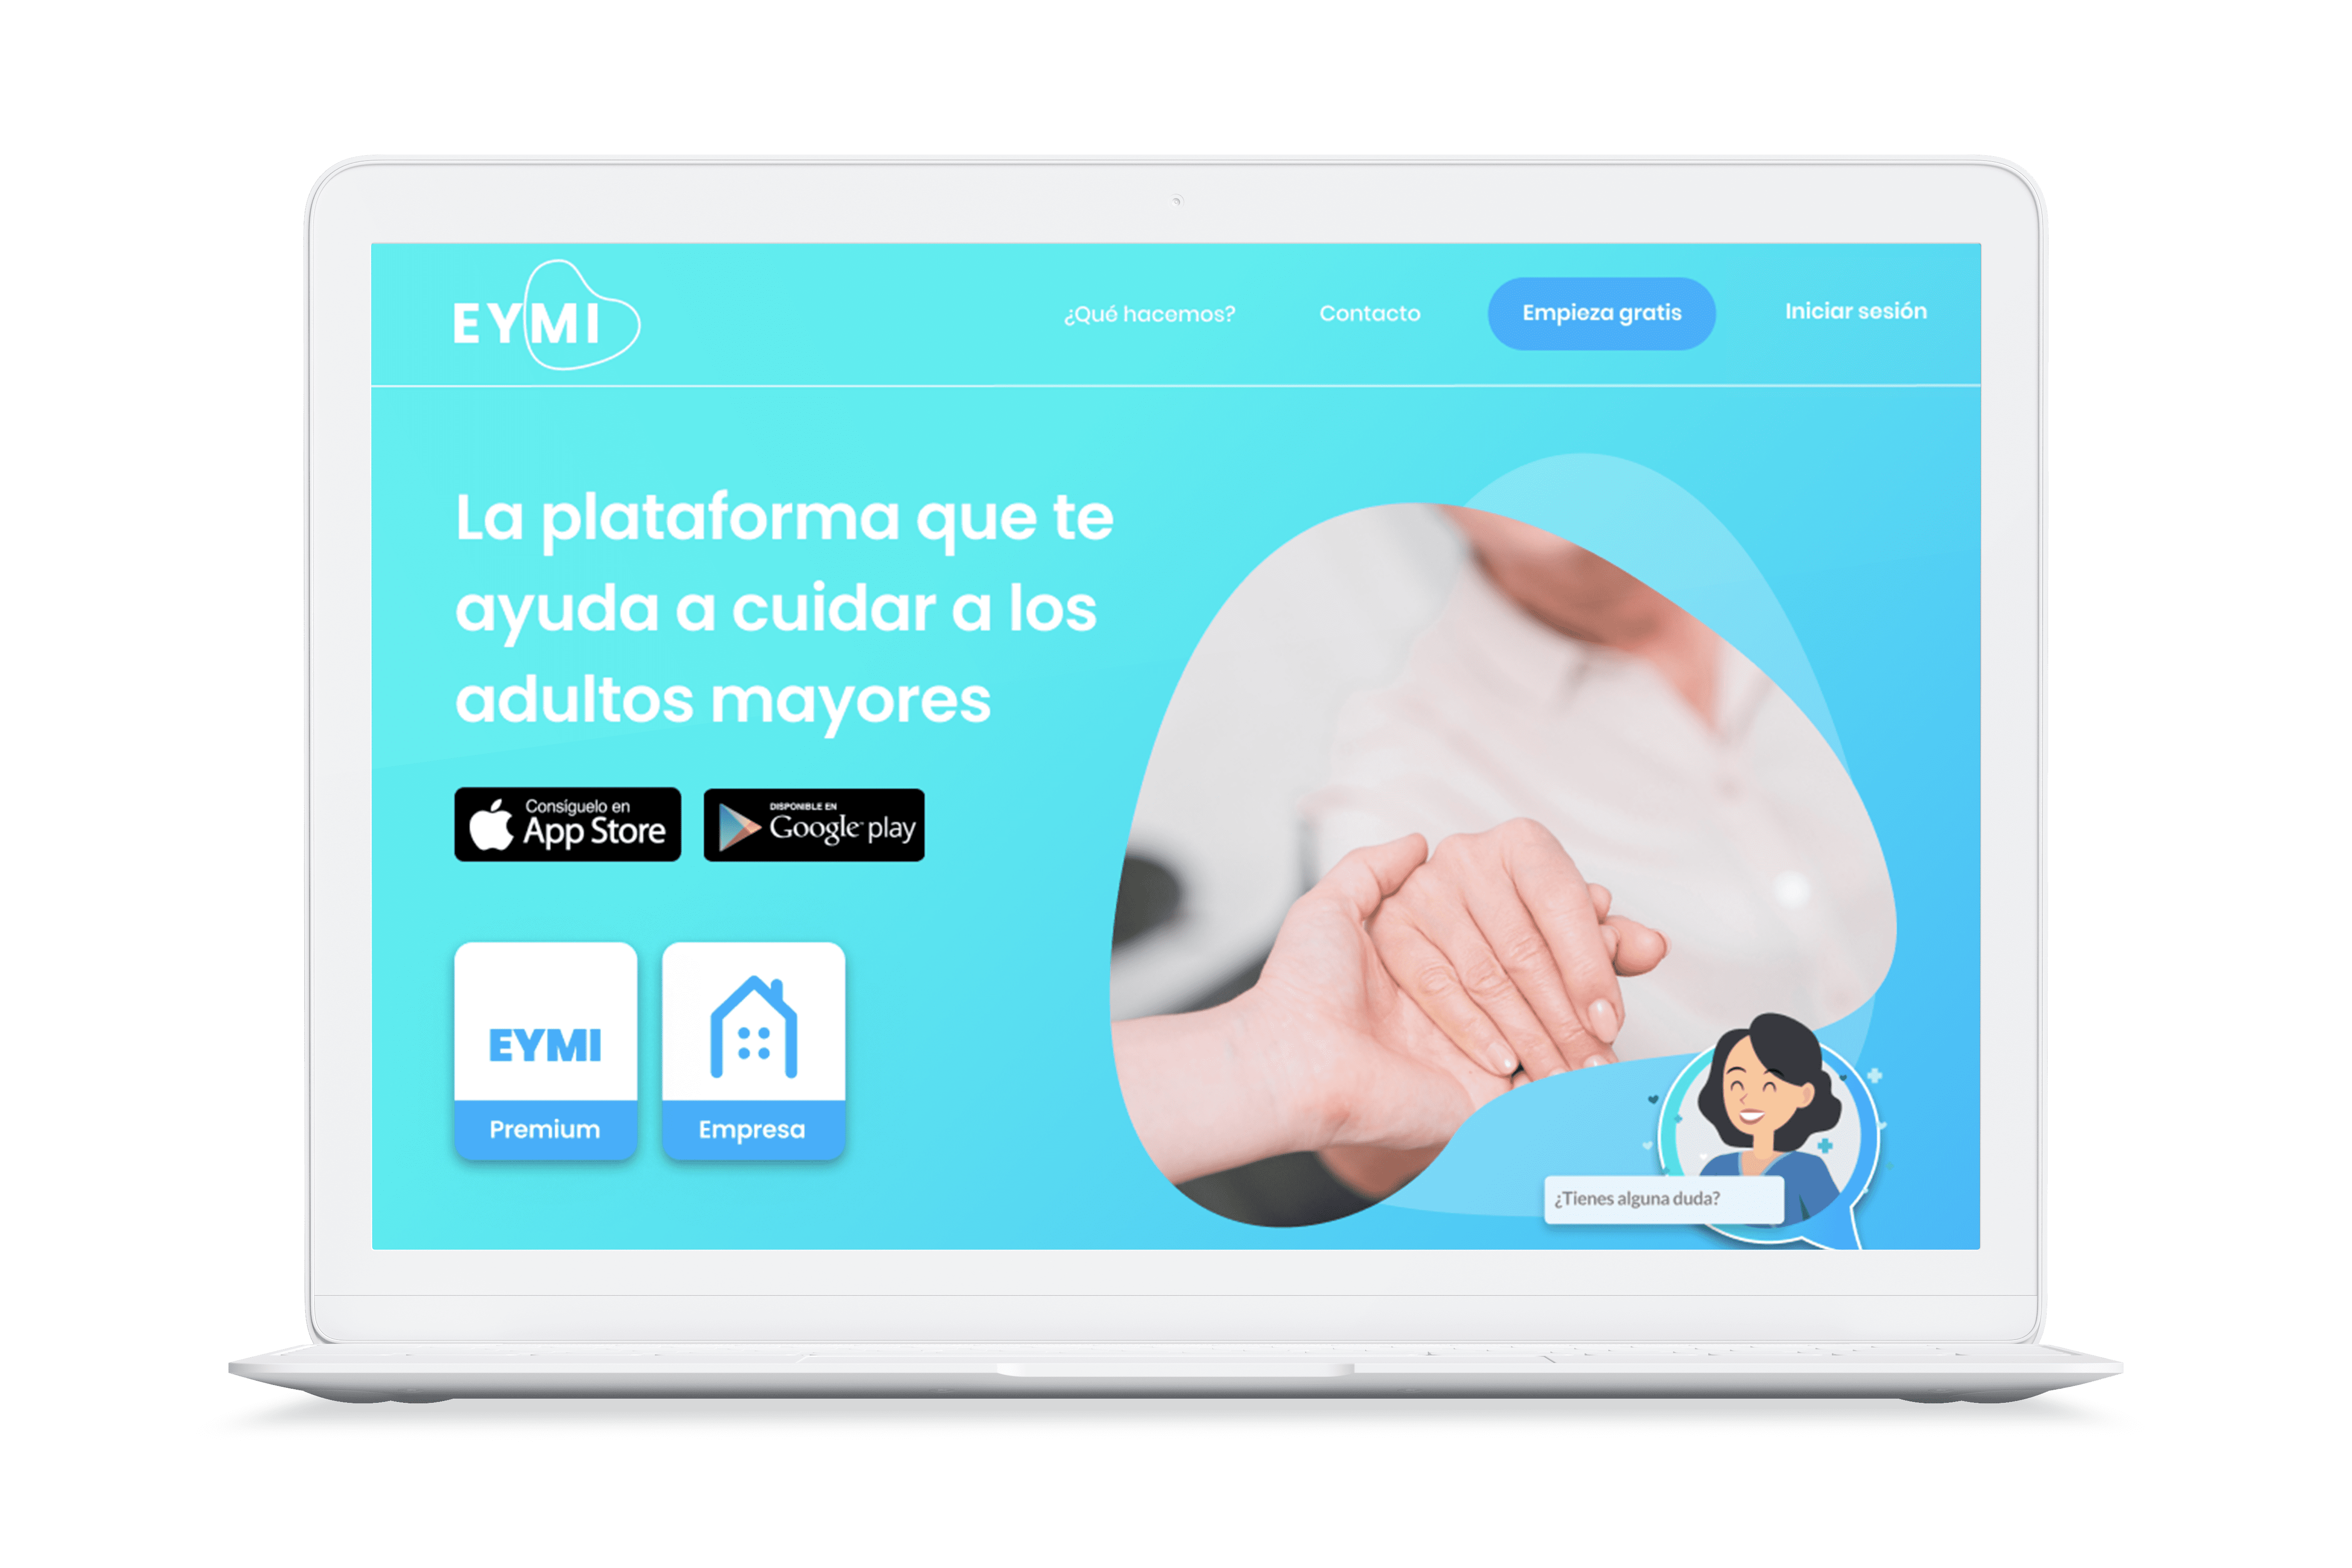 EYMI
¿Qué hacemos?
Contacto
Empieza gratis
Iniciar sesión
La plataforma que te
ayuda a cuidar a los
adultos mayores
Consíguelo en
App Store
DISPONIBLE EN
Google play
EYMI
Premium
Empresa
¿Tienes alguna duda?